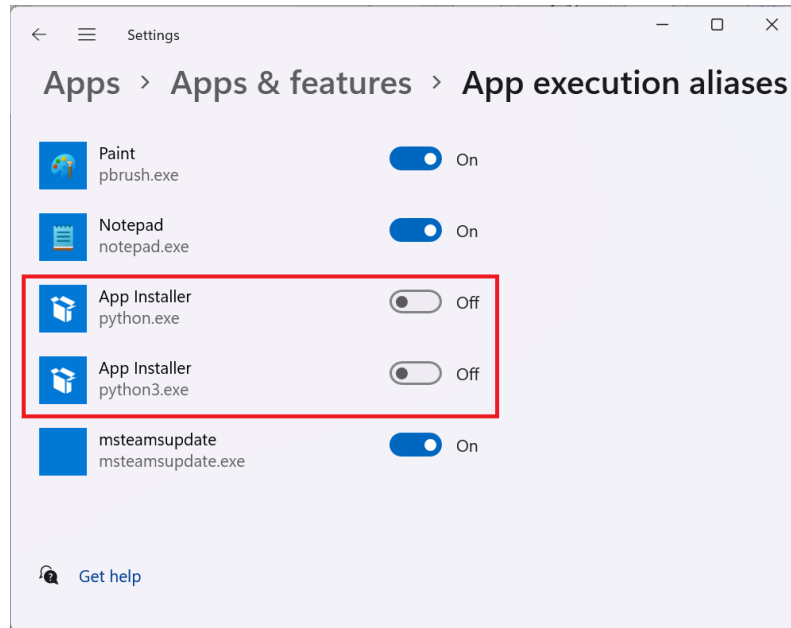 Settings
Apps > Apps & features > App execution aliases
Paint
On
pbrush.exe
Notepad
On
notepad.exe
App Installer
Off
python.exe
App Installer
Off
python3.exe
msteamsupdate
On
msteamsupdate.exe
Get help